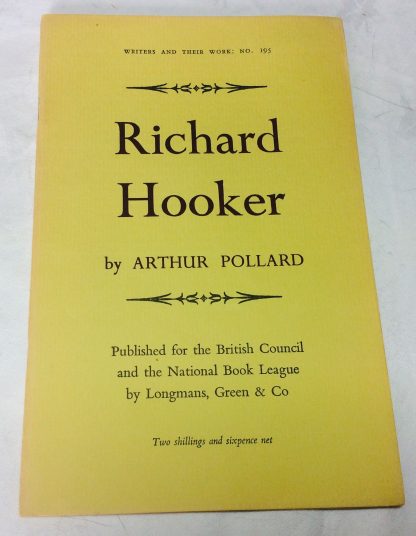 WRITERS AND THEIR WORK: NO. 195
Richard
Hooker
by ARTHUR POLLARD
Published for the British Council
and the National Book League
by Longmans, Green & Co
Two shillings and sixpence net